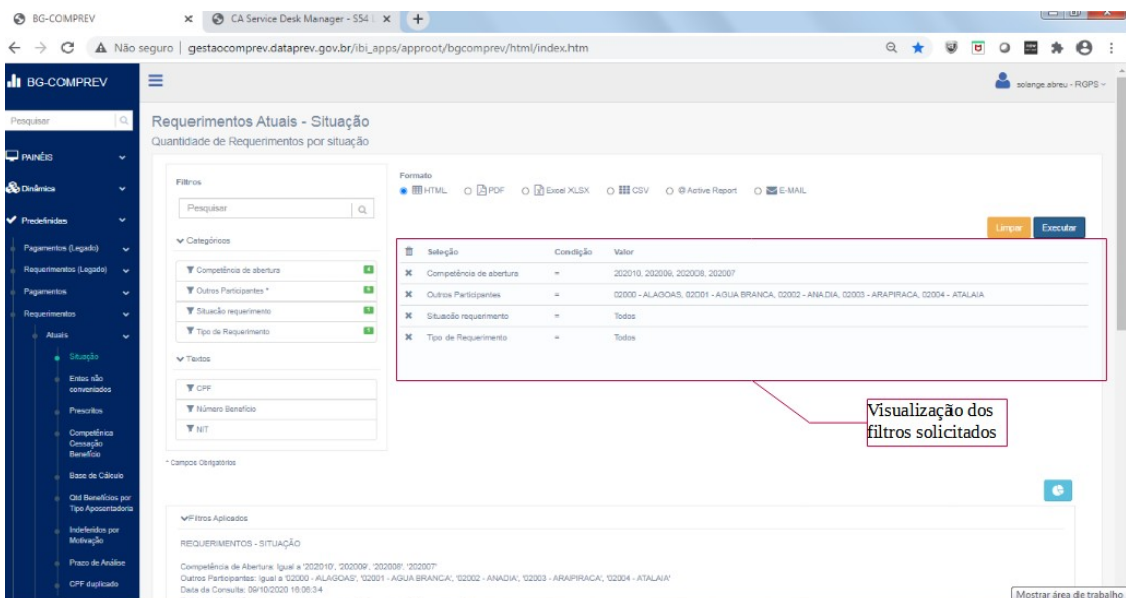 BG-COMPREV
CA Service Desk Manager - S54
Não seguro | gestaocomprev.dataprev.gov.br/ibi_apps/approot/bgcomprev/html/index.htm
BG-COMPREV
solange.abreu - RGPS
Pesquisar
PAINÉIS
Dinâmica
Predefinidas
Pagamentos (Legado)
Requerimentos (Legado)
Pagamentos
Requerimentos
Atuais
Situação
Entes não
conveniados
Prescritos
Competência
Cessação
Benefício
Base de Cálculo
Qtd Benefícios por
Tipo Aposentadoria
Indeferidos por
Motivação
Prazo de Análise
CPF duplicado
Requerimentos Atuais - Situação
Quantidade de Requerimentos por situação
Filtros
Pesquisar
Categóricos
Competência de abertura 4
Outros Participantes * 5
Situacão requerimento 1
Tipo de Requerimento 1
Textos
CPF
Número Benefício
NIT
* Campos Obrigatórios
Formato
HTML PDF Excel XLSX CSV @ Active Report E-MAIL
Limpar Executar
Seleção Condição Valor
Competência de abertura = 202010, 202009, 202008, 202007
Outros Participantes = 02000 - ALAGOAS, 02001 - AGUA BRANCA, 02002 - ANADIA, 02003 - ARAPIRACA, 02004 - ATALAIA
Situacão requerimento = Todos
Tipo de Requerimento = Todos
Visualização dos
filtros solicitados
Filtros Aplicados
REQUERIMENTOS - SITUAÇÃO
Competência de Abertura: Igual a '202010', '202009', '202008', '202007'
Outros Participantes: Igual a '02000 - ALAGOAS', '02001 - AGUA BRANCA', '02002 - ANADIA', '02003 - ARAPIRACA', '02004 - ATALAIA'
Data da Consulta: 09/10/2020 16:06:34
Mostrar área de trabalho